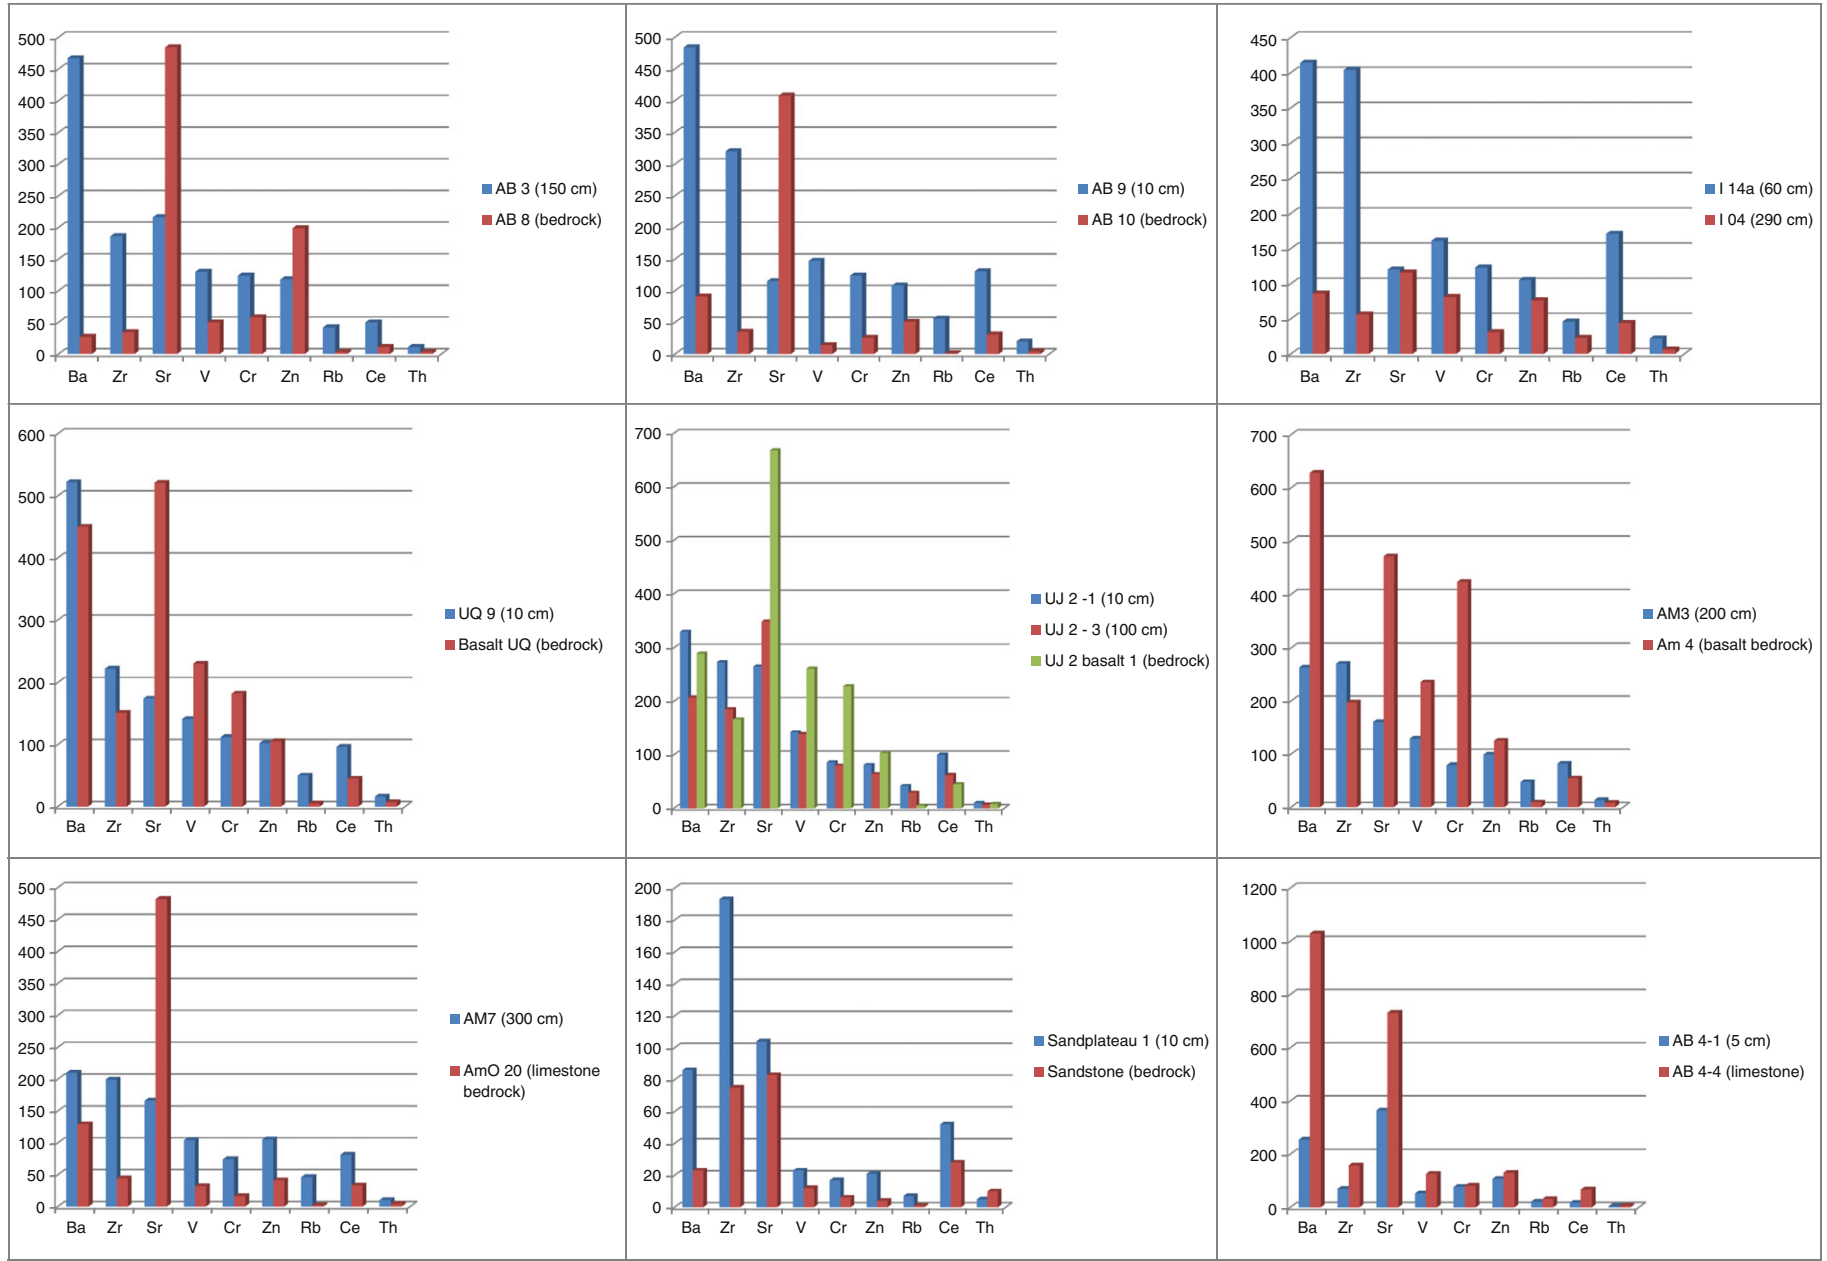 500
450
400
350
300
250
200
150
100
50
0
Ba Zr Sr V Cr Zn Rb Ce Th
AB 3 (150 cm)
AB 8 (bedrock)
500
450
400
350
300
250
200
150
100
50
0
Ba Zr Sr V Cr Zn Rb Ce Th
AB 9 (10 cm)
AB 10 (bedrock)
450
400
350
300
250
200
150
100
50
0
Ba Zr Sr V Cr Zn Rb Ce Th
I 14a (60 cm)
I 04 (290 cm)
600
500
400
300
200
100
0
Ba Zr Sr V Cr Zn Rb Ce Th
UQ 9 (10 cm)
Basalt UQ (bedrock)
700
600
500
400
300
200
100
0
Ba Zr Sr V Cr Zn Rb Ce Th
UJ 2 -1 (10 cm)
UJ 2 - 3 (100 cm)
UJ 2 basalt 1 (bedrock)
700
600
500
400
300
200
100
0
Ba Zr Sr V Cr Zn Rb Ce Th
AM3 (200 cm)
Am 4 (basalt bedrock)
500
450
400
350
300
250
200
150
100
50
0
Ba Zr Sr V Cr Zn Rb Ce Th
AM7 (300 cm)
AmO 20 (limestone
bedrock)
200
180
160
140
120
100
80
60
40
20
0
Ba Zr Sr V Cr Zn Rb Ce Th
Sandplateau 1 (10 cm)
Sandstone (bedrock)
1200
1000
800
600
400
200
0
Ba Zr Sr V Cr Zn Rb Ce Th
AB 4-1 (5 cm)
AB 4-4 (limestone)